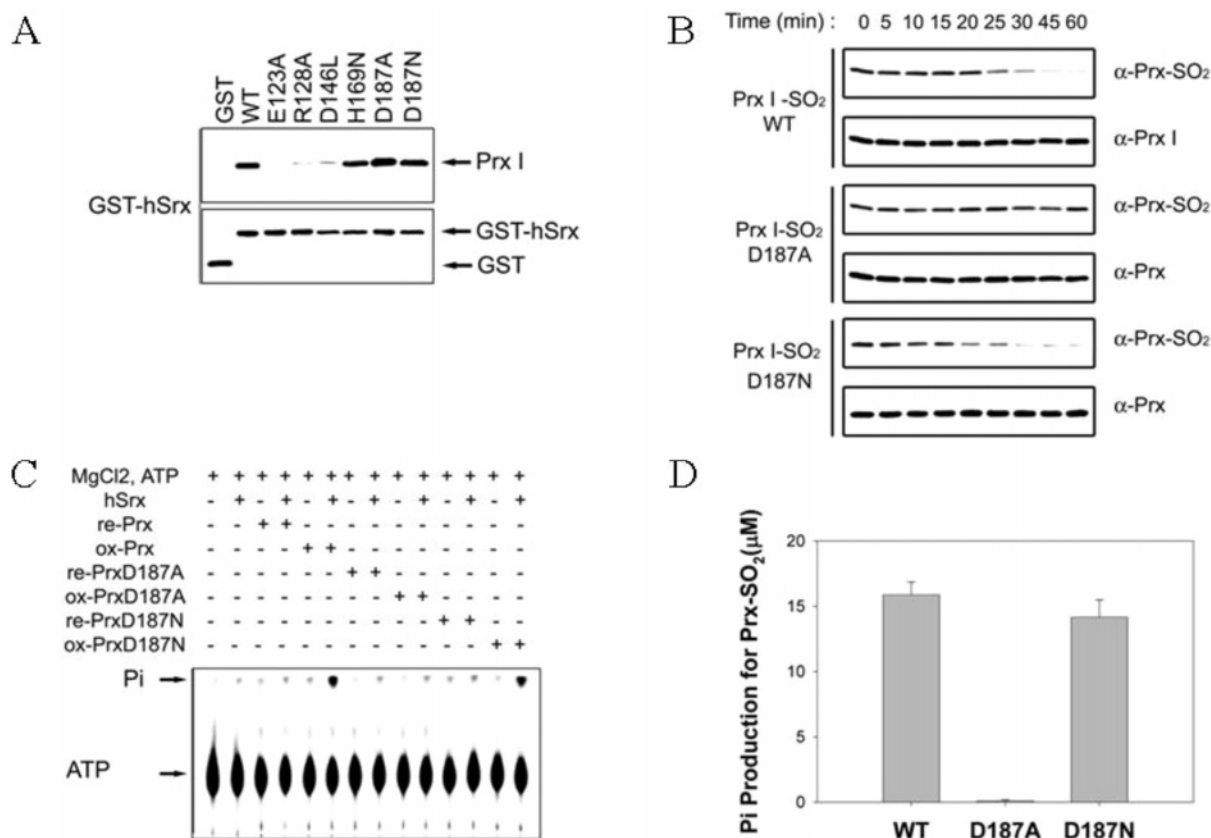 A
GST
WT
E123A
R128A
D146L
H169N
D187A
D187N
Prx I
GST-hSrx
GST-hSrx
GST
B
Time (min) : 0 5 10 15 20 25 30 45 60
Prx I -SO₂
WT
α-Prx-SO₂
α-Prx I
Prx I-SO₂
D187A
α-Prx-SO₂
α-Prx
Prx I-SO₂
D187N
α-Prx-SO₂
α-Prx
C
MgCl2, ATP + + + + + + + + + + + + + +
hSrx - + - + - + - + - + - + - +
re-Prx - - + + - - - - - - - - - -
ox-Prx - - - - + + - - - - - - - -
re-PrxD187A - - - - - - + + - - - - - -
ox-PrxD187A - - - - - - - - + + - - - -
re-PrxD187N - - - - - - - - - - + + - -
ox-PrxD187N - - - - - - - - - - - - + +
Pi
ATP
D
Pi Production for Prx-SO₂(μM)
20
15
10
5
0
WT D187A D187N